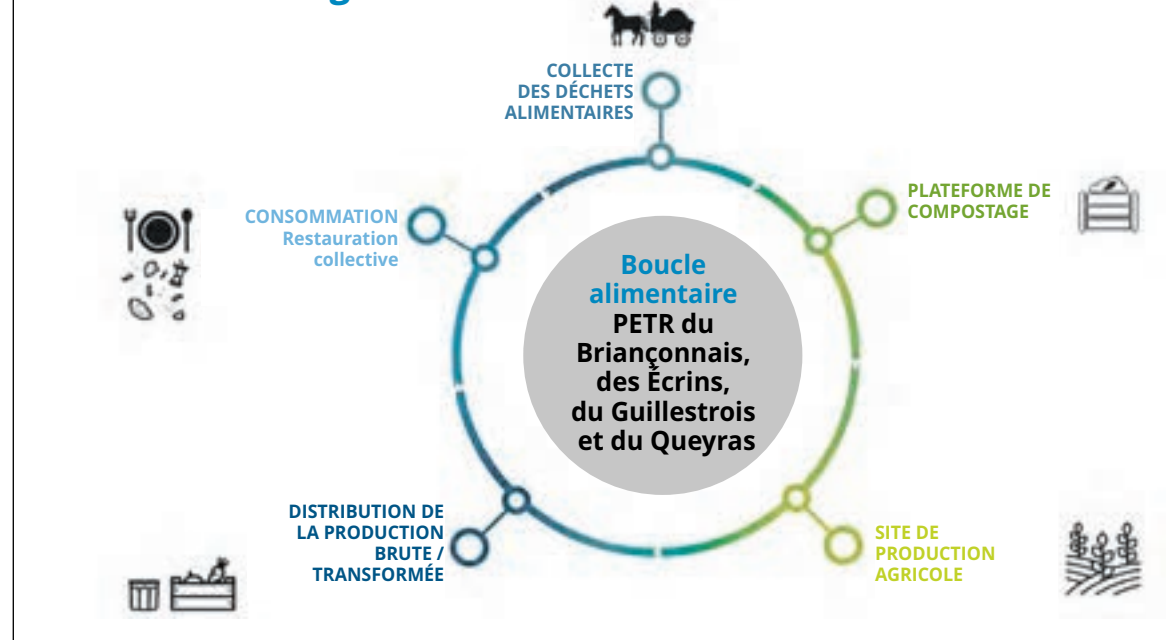 COLLECTE
DES DÉCHETS
ALIMENTAIRES
PLATEFORME DE
COMPOSTAGE
CONSOMMATION
Restauration
collective
Boucle
alimentaire
PETR du
Briançonnais,
des Écrins,
du Guillestrois
et du Queyras
DISTRIBUTION DE
LA PRODUCTION
BRUTE /
TRANSFORMÉE
SITE DE
PRODUCTION
AGRICOLE